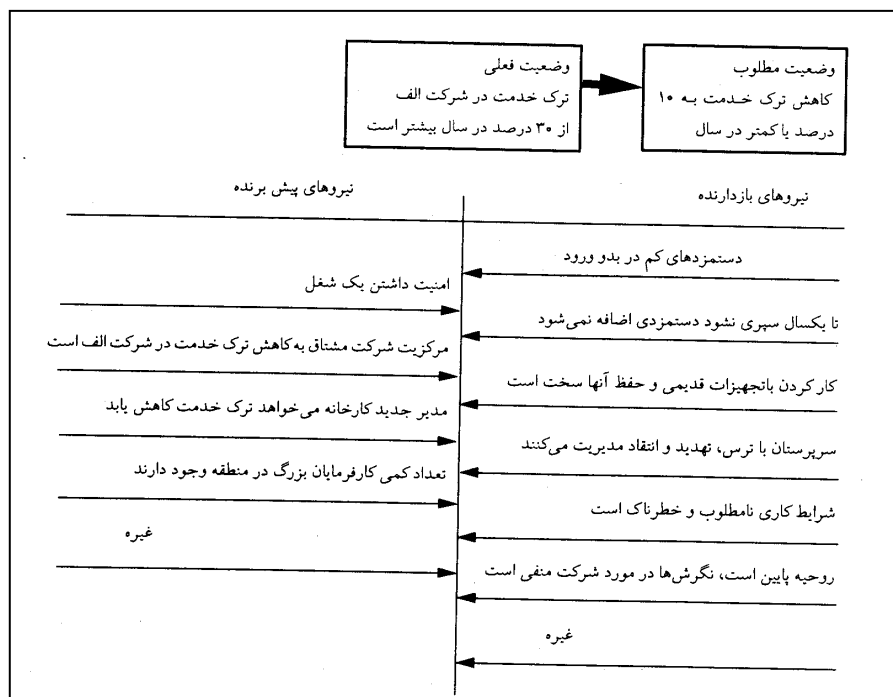 وضعیت مطلوب
کاهش ترک خدمت به ۱۰
درصد یا کمتر در سال
وضعیت فعلی
ترک خدمت در شرکت الف
از ۳۰ درصد در سال بیشتر است
نیروهای بازدارنده
نیروهای پیش برنده
دستمزدهای کم در بدو ورود
امنیت داشتن یک شغل
تا یکسال سپری نشود دستمزدی اضافه نمی‌شود
مرکزیت شرکت مشتاق به کاهش ترک خدمت در شرکت الف است
کار کردن باتجهیزات قدیمی و حفظ آنها سخت است
مدیر جدید کارخانه می‌خواهد ترک خدمت کاهش یابد
سرپرستان با ترس، تهدید و انتقاد مدیریت می‌کنند
تعداد کمی کارفرمایان بزرگ در منطقه وجود دارند
شرایط کاری نامطلوب و خطرناک است
غیره
روحیه پایین است، نگرش‌ها در مورد شرکت منفی است
غیره